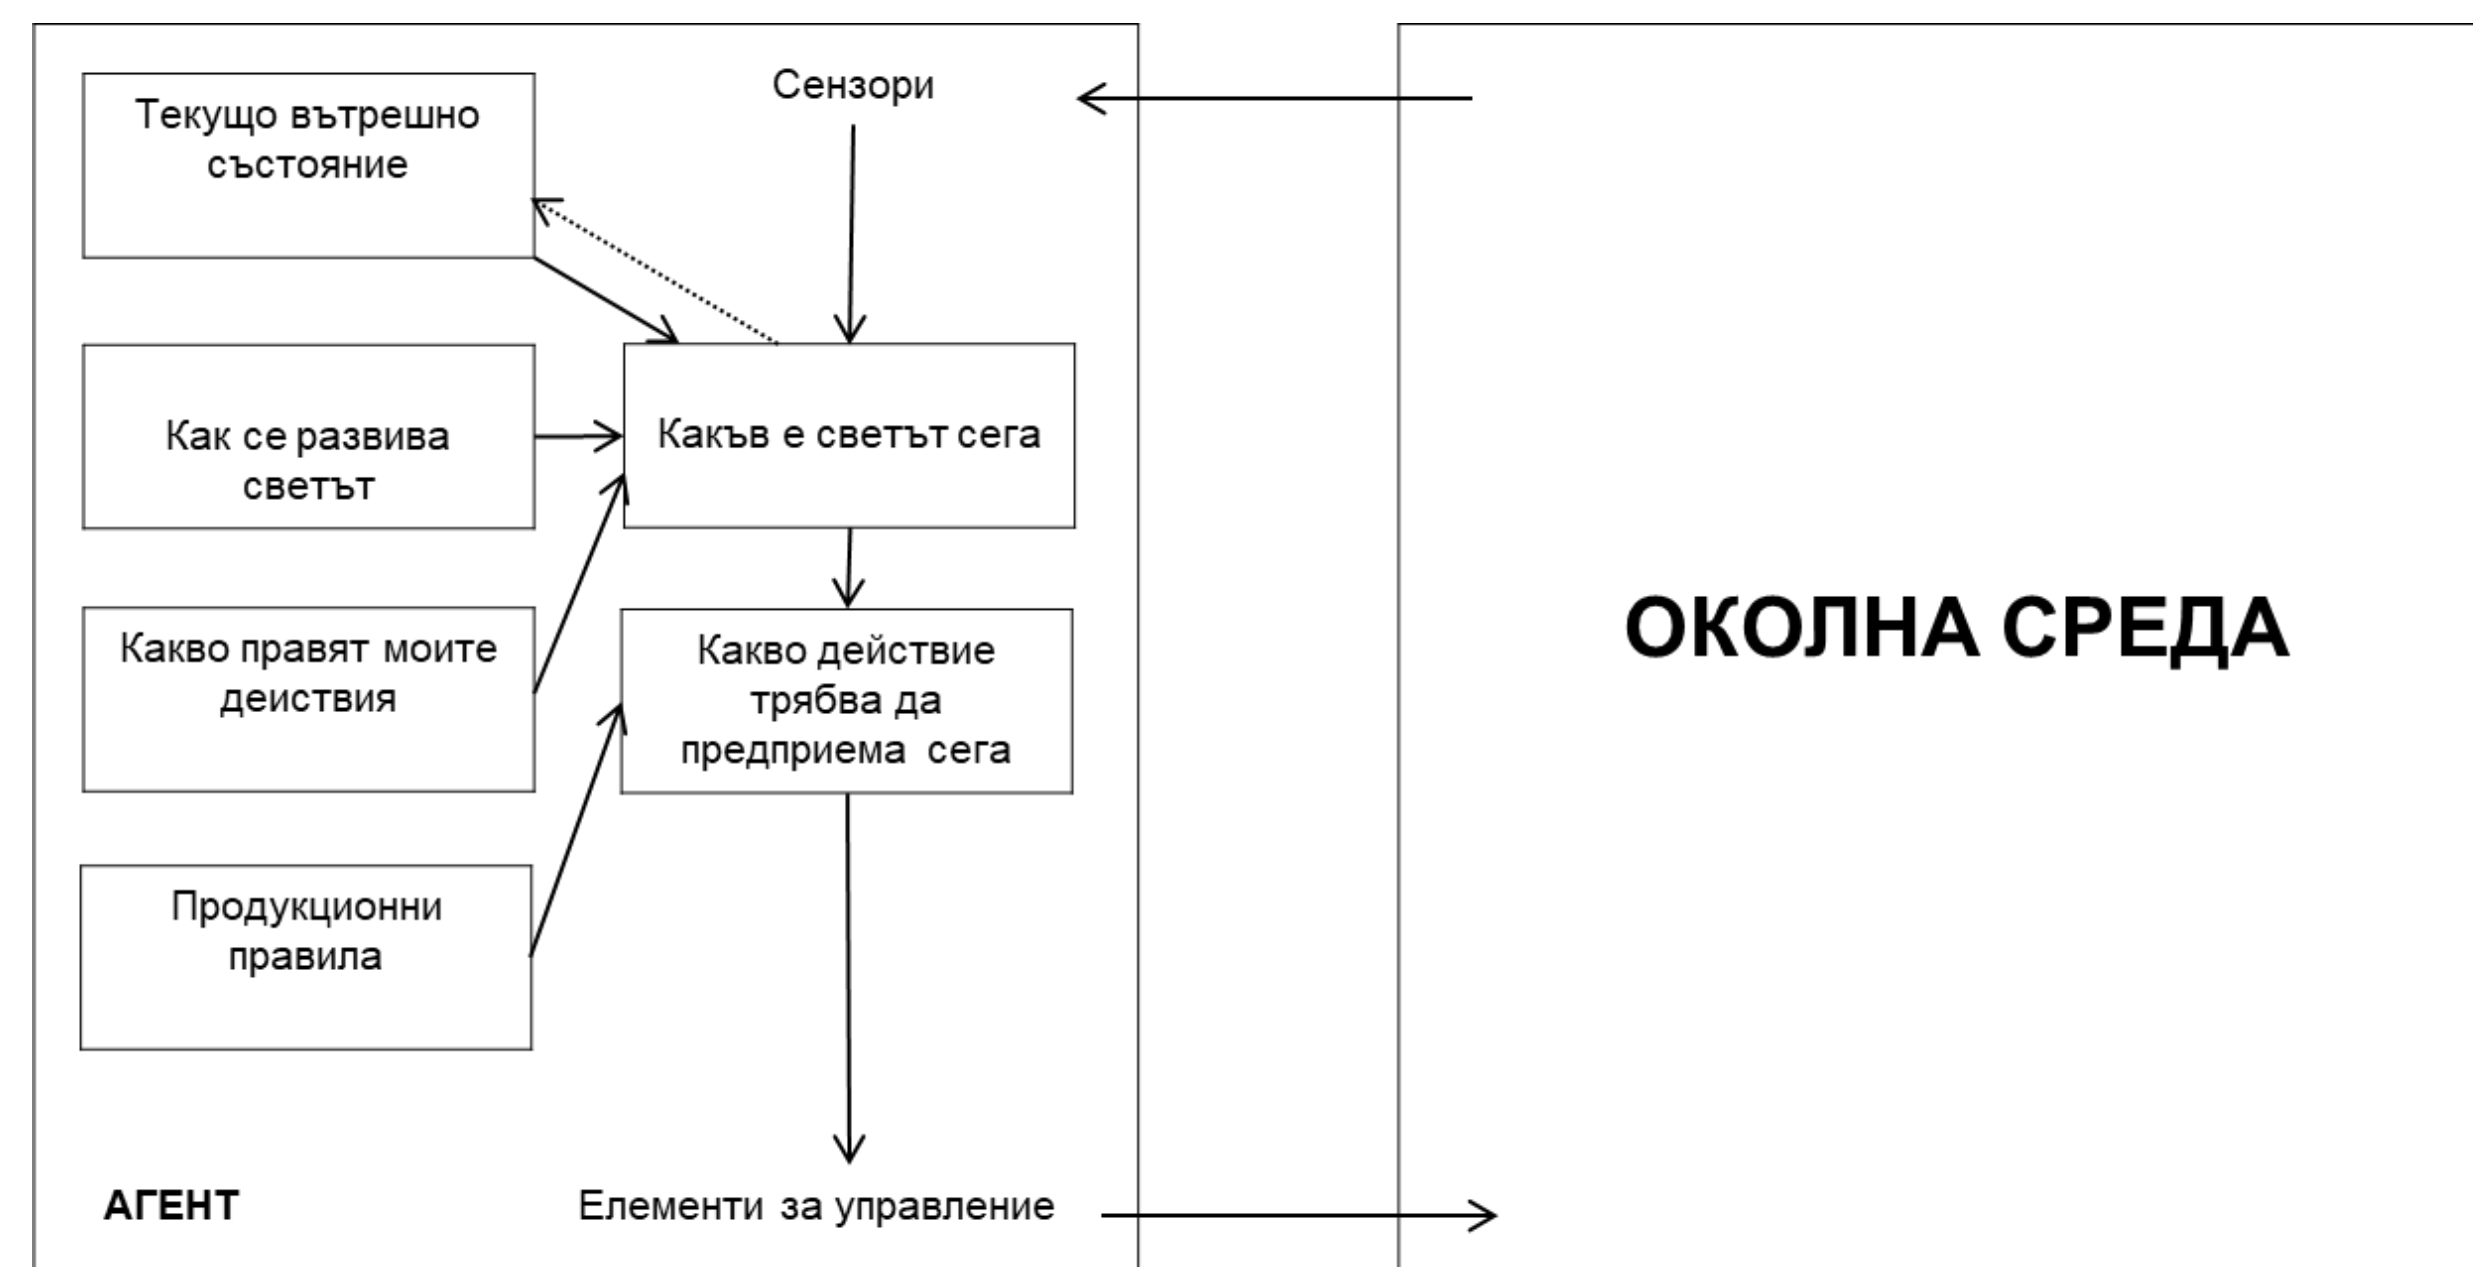 Сензори
Текущо вътрешно
състояние
Как се развива
светът
Какъв е светът сега
Какво правят моите
деиствия
Какво действие
трябва да
предприема сега
ОКОЛНА СРЕДА
Продукционни
правила
АГЕНТ
Елементи за управление